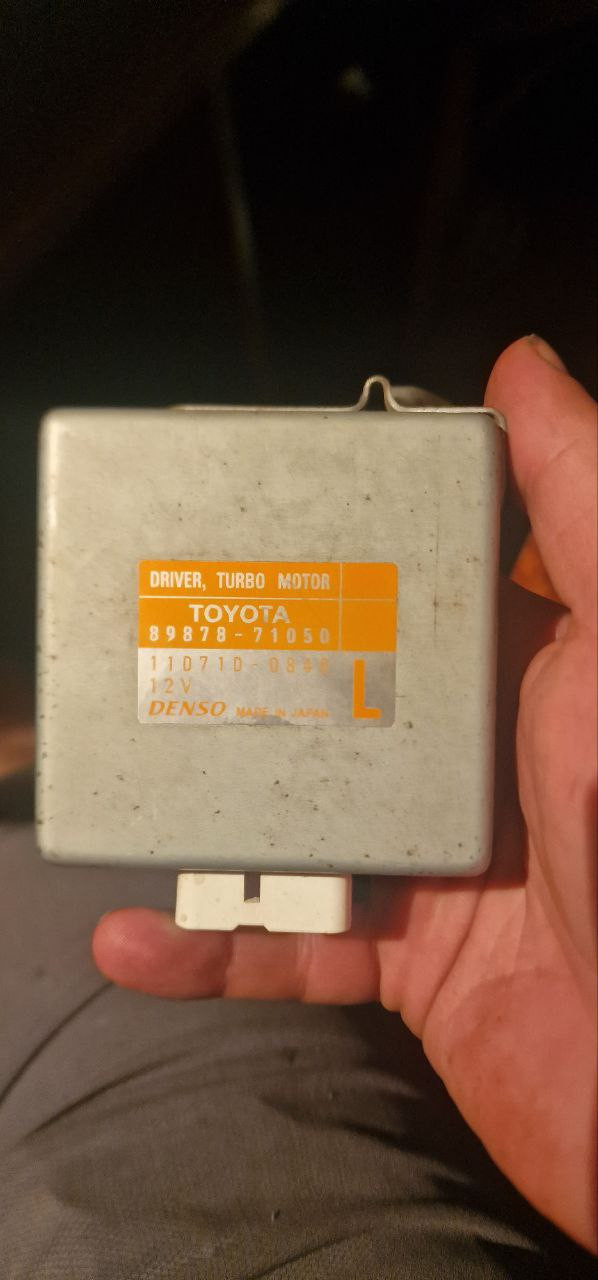 DRIVER, TURBO MOTOR
TOYOTA
89878-71050
12V
L
DENSO MADE IN JAPAN